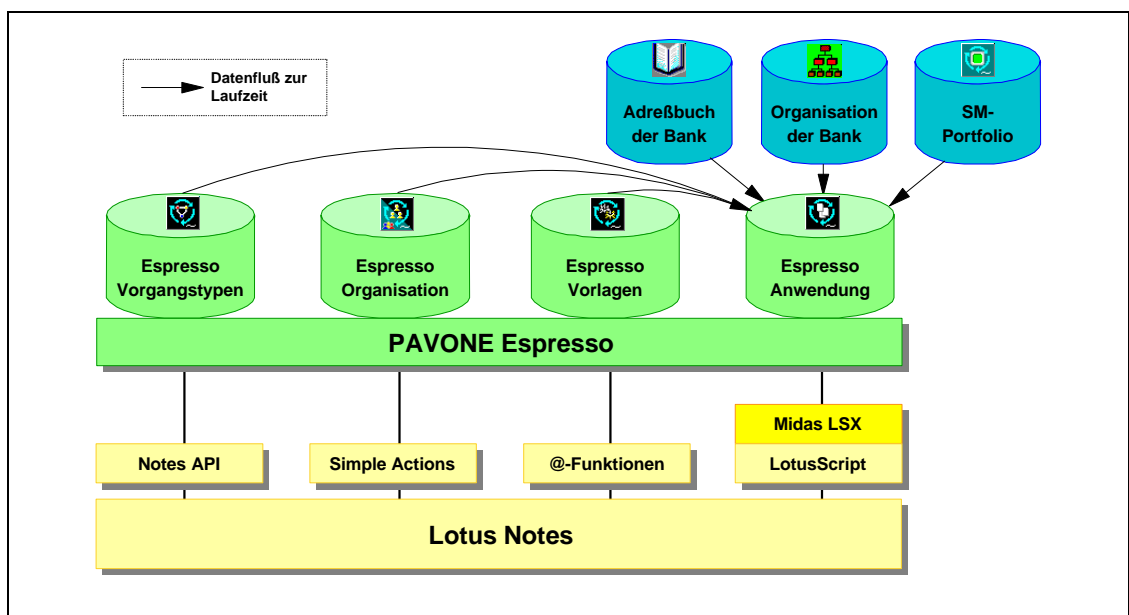 Datenfluß zur
Laufzeit
Adreßbuch
der Bank
Organisation
der Bank
SM-
Portfolio
Espresso
Vorgangstypen
Espresso
Organisation
Espresso
Vorlagen
Espresso
Anwendung
PAVONE Espresso
Midas LSX
Notes API
Simple Actions
@-Funktionen
LotusScript
Lotus Notes